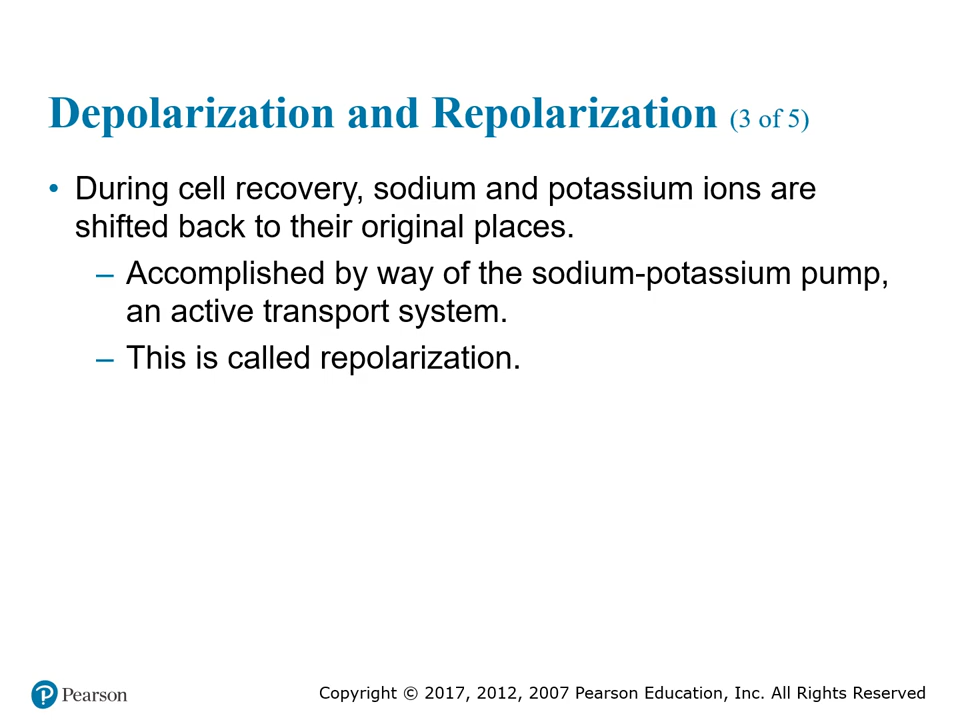 Depolarization and Repolarization (3 of 5)
• During cell recovery, sodium and potassium ions are
shifted back to their original places.
– Accomplished by way of the sodium-potassium pump,
an active transport system.
– This is called repolarization.
P Pearson
Copyright © 2017, 2012, 2007 Pearson Education, Inc. All Rights Reserved